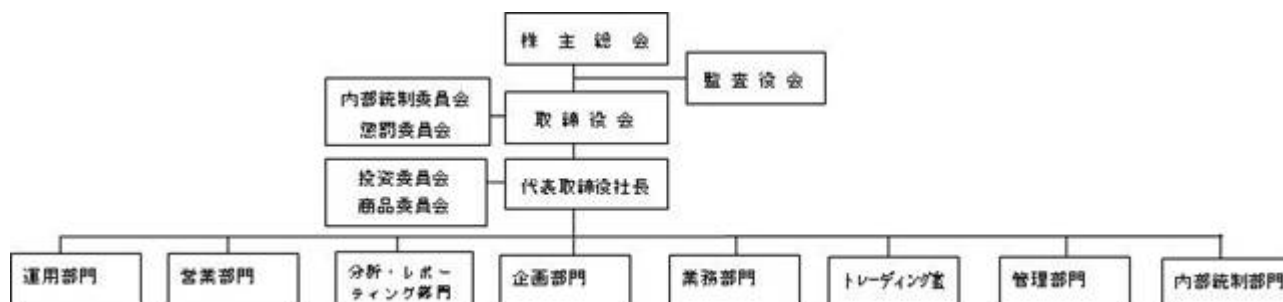 株主総会
監査役会
内部統制委員会
懲罰委員会
取締役会
投資委員会
商品委員会
代表取締役社長
運用部門
営業部門
分析・レポー
ティング部門
企画部門
業務部門
トレーディング室
管理部門
内部統制部門